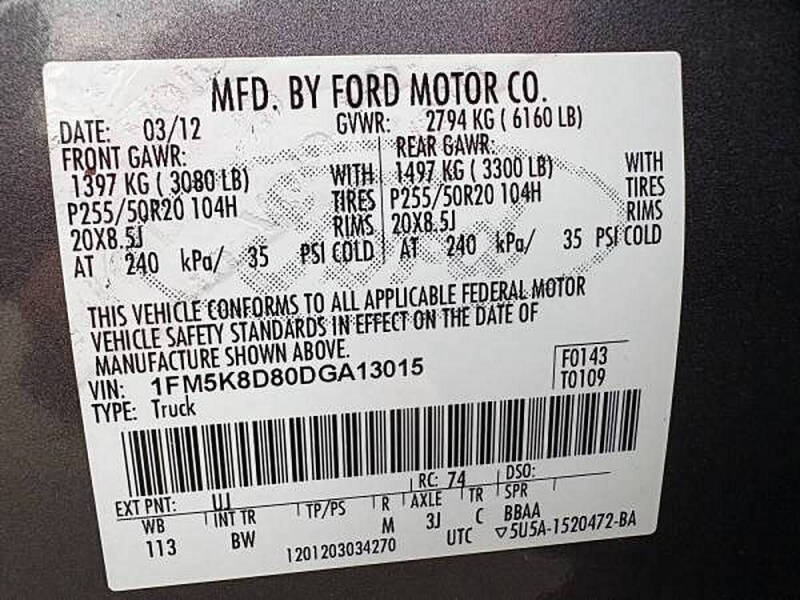 MFD. BY FORD MOTOR CO.
DATE: 03/12 GVWR: 2794 KG ( 6160 LB)
FRONT GAWR: REAR GAWR:
1397 KG ( 3080 LB) WITH 1497 KG ( 3300 LB) WITH
P255/50R20 104H TIRES P255/50R20 104H TIRES
20X8.5J RIMS 20X8.5J RIMS
AT 240 kPa/ 35 PSI COLD AT 240 kPa/ 35 PSI COLD
THIS VEHICLE CONFORMS TO ALL APPLICABLE FEDERAL MOTOR
VEHICLE SAFETY STANDARDS IN EFFECT ON THE DATE OF
MANUFACTURE SHOWN ABOVE.
VIN: 1FM5K8D80DGA13015 F0143
TYPE: Truck T0109
EXT PNT: UJ RC: 74 DSO:
WB INT TR TP/PS R AXLE TR SPR
113 BW M 3J C BBAA
1201203034270 UTC ▽5U5A-1520472-BA